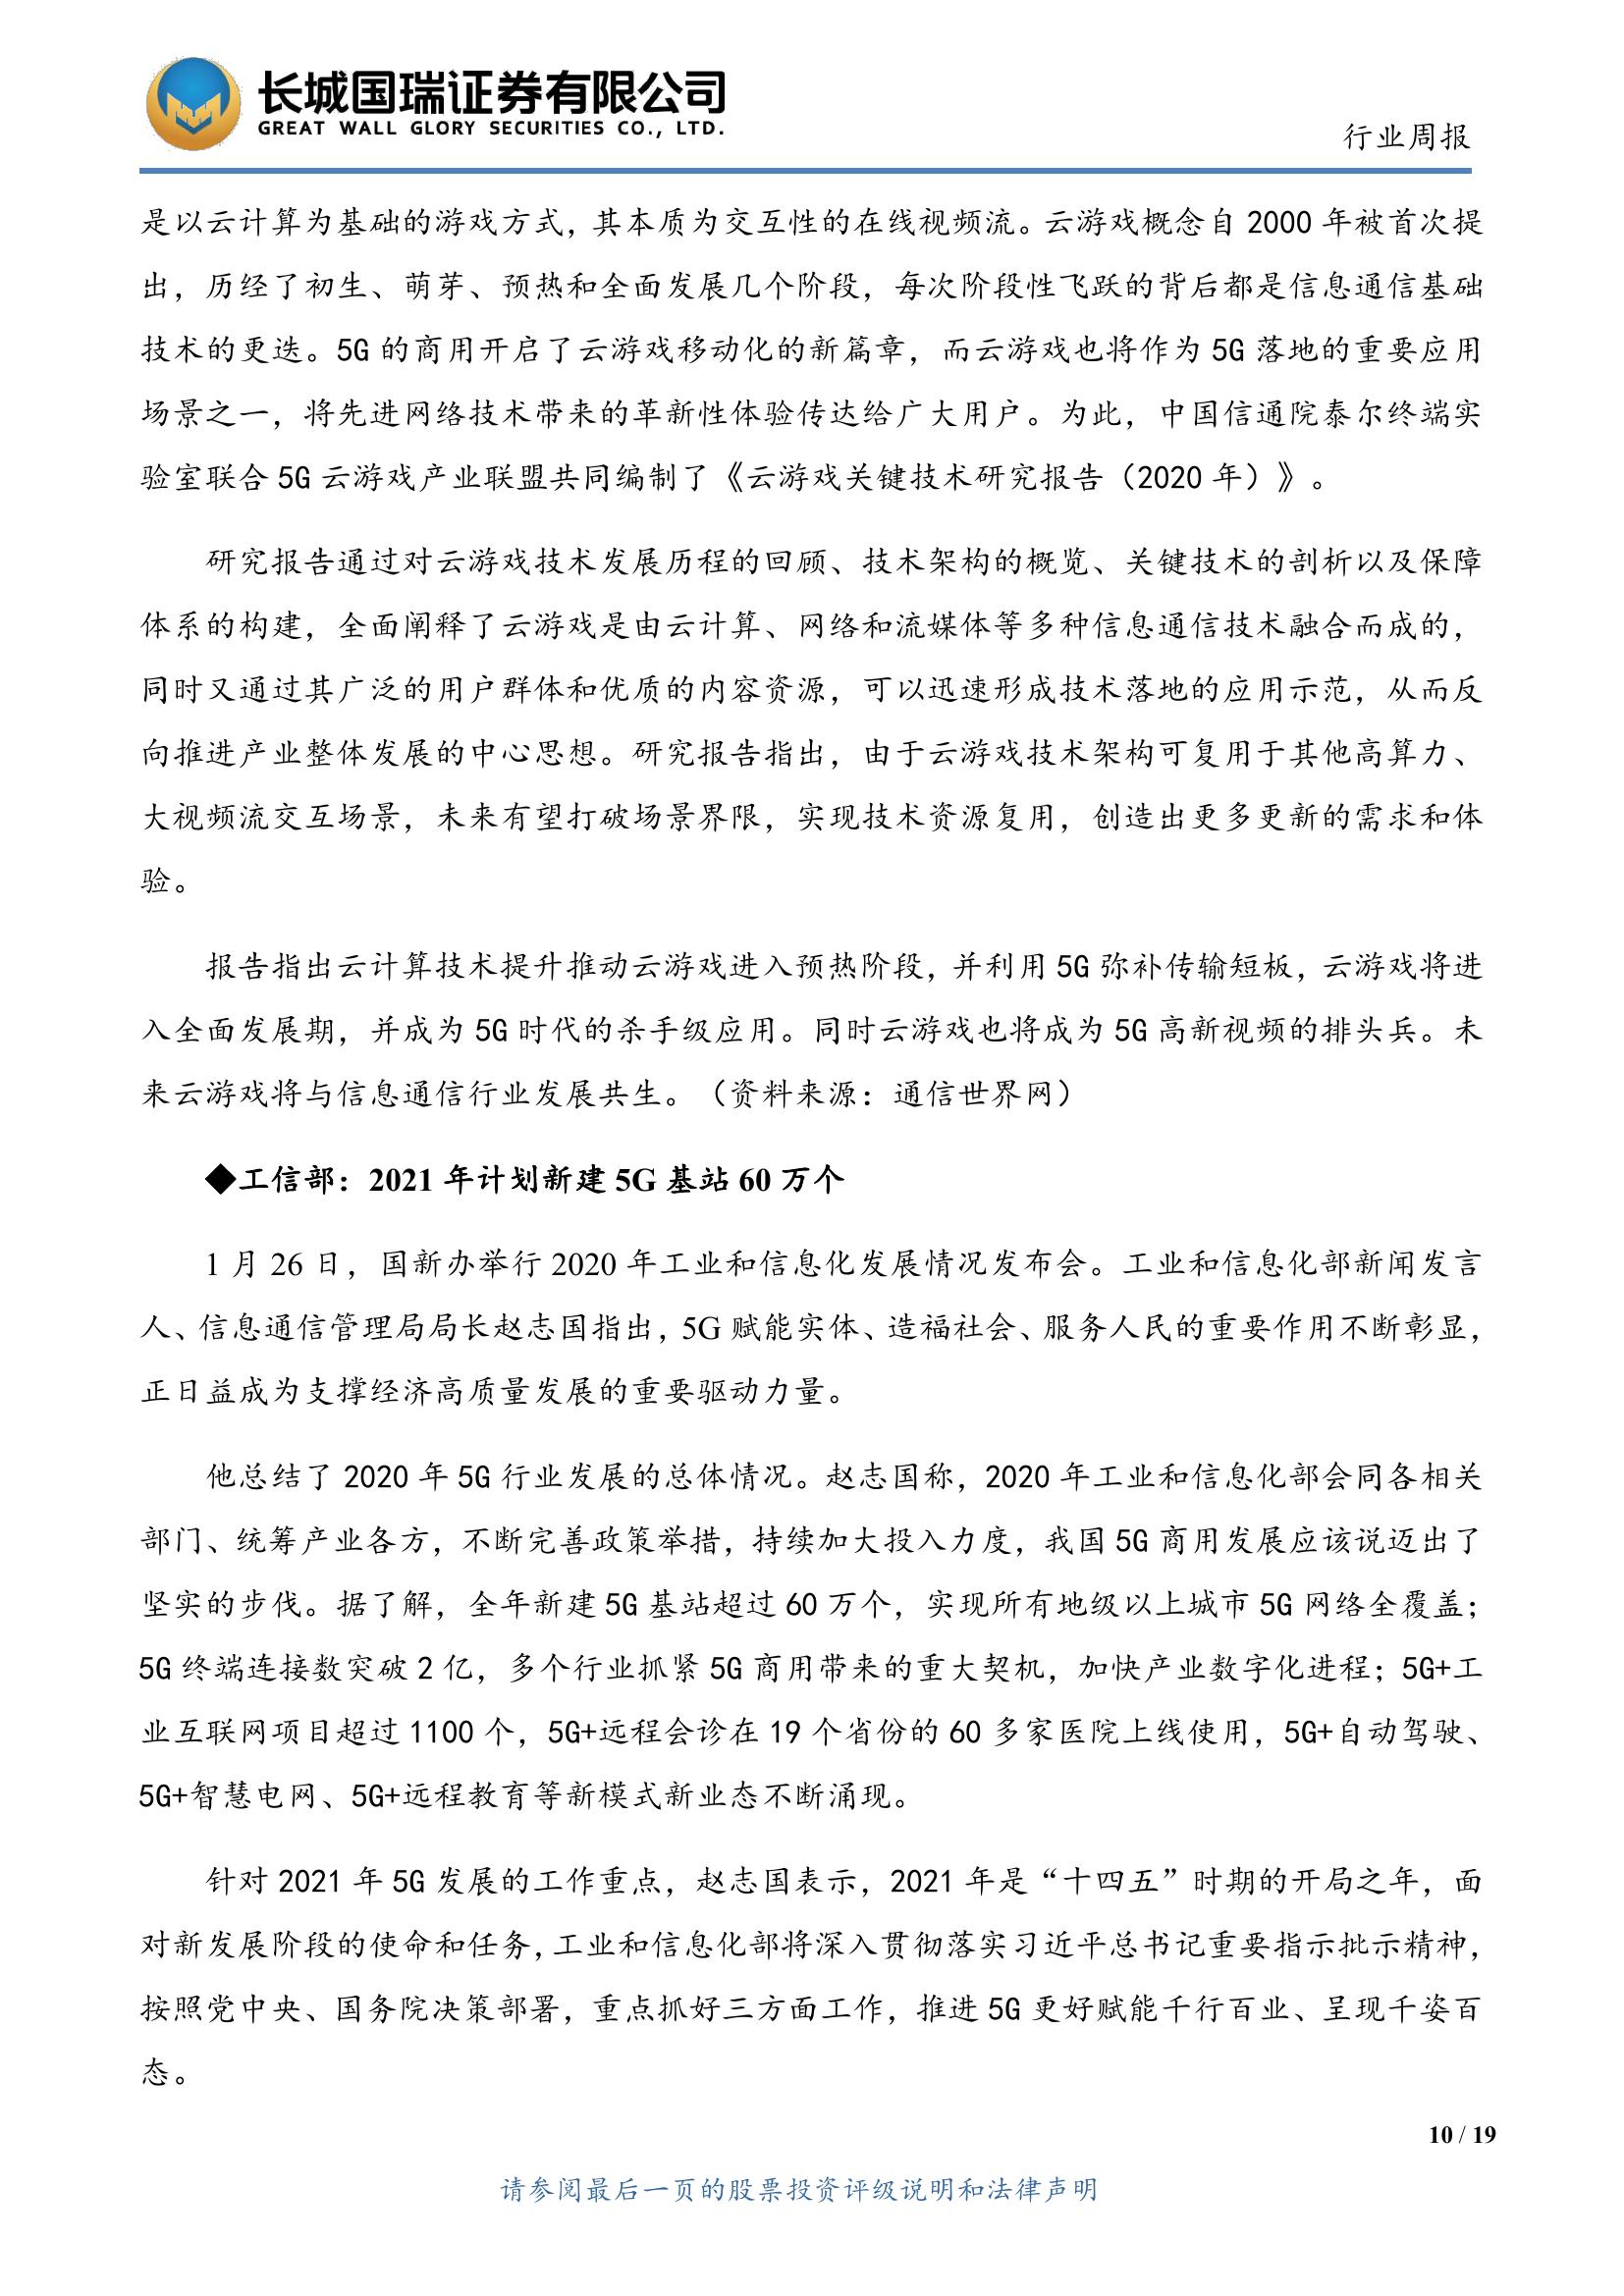 长城国瑞证券有限公司
GREAT WALL GLORY SECURITIES CO., LTD.
行业周报
是以云计算为基础的游戏方式，其本质为交互性的在线视频流。云游戏概念自 2000 年被首次提
出，历经了初生、萌芽、预热和全面发展几个阶段，每次阶段性飞跃的背后都是信息通信基础
技术的更迭。5G 的商用开启了云游戏移动化的新篇章，而云游戏也将作为 5G 落地的重要应用
场景之一，将先进网络技术带来的革新性体验传达给广大用户。为此，中国信通院泰尔终端实
验室联合 5G 云游戏产业联盟共同编制了《云游戏关键技术研究报告（2020 年）》。
研究报告通过对云游戏技术发展历程的回顾、技术架构的概览、关键技术的剖析以及保障
体系的构建，全面阐释了云游戏是由云计算、网络和流媒体等多种信息通信技术融合而成的，
同时又通过其广泛的用户群体和优质的内容资源，可以迅速形成技术落地的应用示范，从而反
向推进产业整体发展的中心思想。研究报告指出，由于云游戏技术架构可复用于其他高算力、
大视频流交互场景，未来有望打破场景界限，实现技术资源复用，创造出更多更新的需求和体
验。
报告指出云计算技术提升推动云游戏进入预热阶段，并利用 5G 弥补传输短板，云游戏将进
入全面发展期，并成为 5G 时代的杀手级应用。同时云游戏也将成为 5G 高新视频的排头兵。未
来云游戏将与信息通信行业发展共生。（资料来源：通信世界网）
◆工信部：2021 年计划新建 5G 基站 60 万个
1 月 26 日，国新办举行 2020 年工业和信息化发展情况发布会。工业和信息化部新闻发言
人、信息通信管理局局长赵志国指出，5G 赋能实体、造福社会、服务人民的重要作用不断彰显，
正日益成为支撑经济高质量发展的重要驱动力量。
他总结了 2020 年 5G 行业发展的总体情况。赵志国称，2020 年工业和信息化部会同各相关
部门、统筹产业各方，不断完善政策举措，持续加大投入力度，我国 5G 商用发展应该说迈出了
坚实的步伐。据了解，全年新建 5G 基站超过 60 万个，实现所有地级以上城市 5G 网络全覆盖；
5G 终端连接数突破 2 亿，多个行业抓紧 5G 商用带来的重大契机，加快产业数字化进程；5G+工
业互联网项目超过 1100 个，5G+远程会诊在 19 个省份的 60 多家医院上线使用，5G+自动驾驶、
5G+智慧电网、5G+远程教育等新模式新业态不断涌现。
针对 2021 年 5G 发展的工作重点，赵志国表示，2021 年是“十四五”时期的开局之年，面
对新发展阶段的使命和任务，工业和信息化部将深入贯彻落实习近平总书记重要指示批示精神，
按照党中央、国务院决策部署，重点抓好三方面工作，推进 5G 更好赋能千行百业、呈现千姿百
态。
10 / 19
请参阅最后一页的股票投资评级说明和法律声明